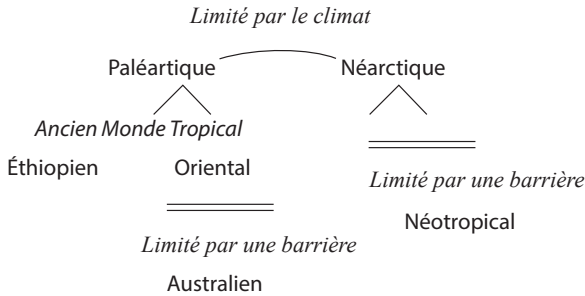 Limité par le climat
Paléartique Néarctique
Ancien Monde Tropical
Éthiopien Oriental
Limité par une barrière
Néotropical
Limité par une barrière
Australien